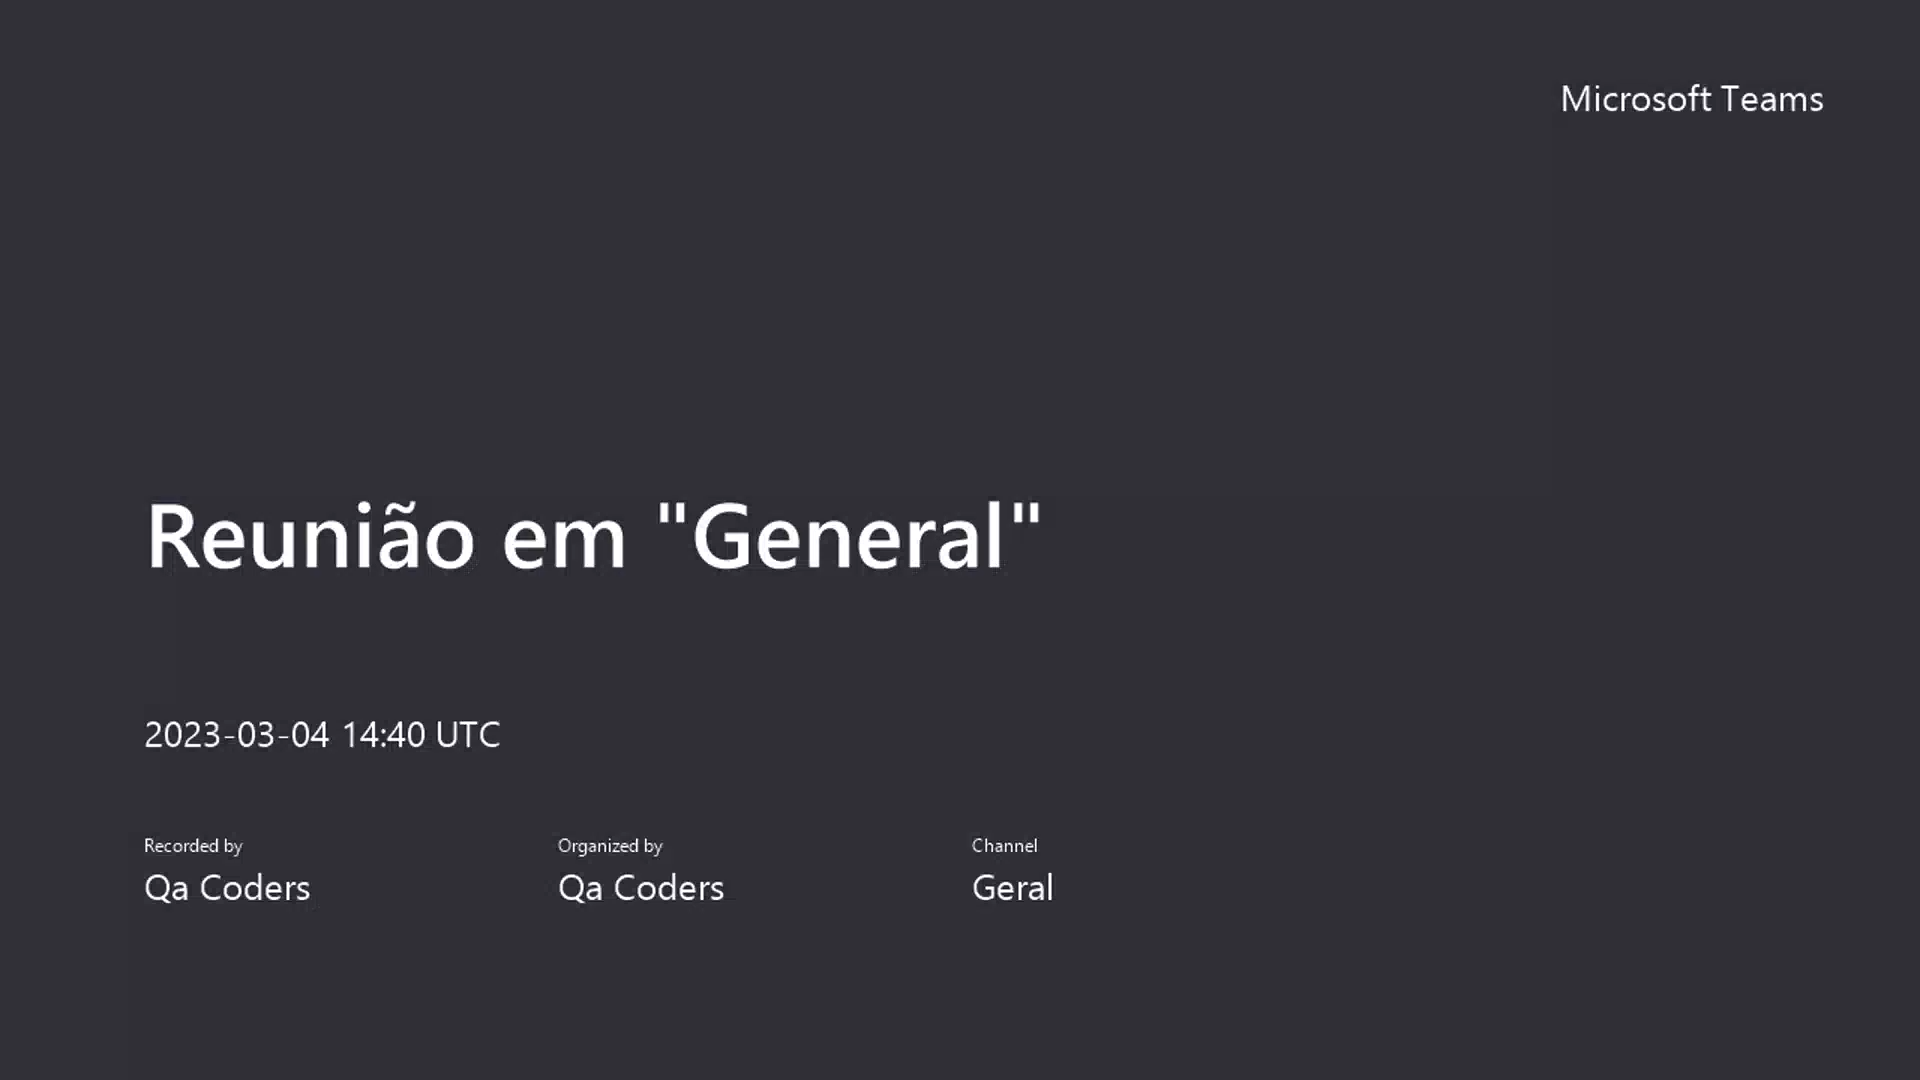 Microsoft Teams
Reunião em "General"
2023-03-04 14:40 UTC
Recorded by
Qa Coders
Organized by
Qa Coders
Channel
Geral